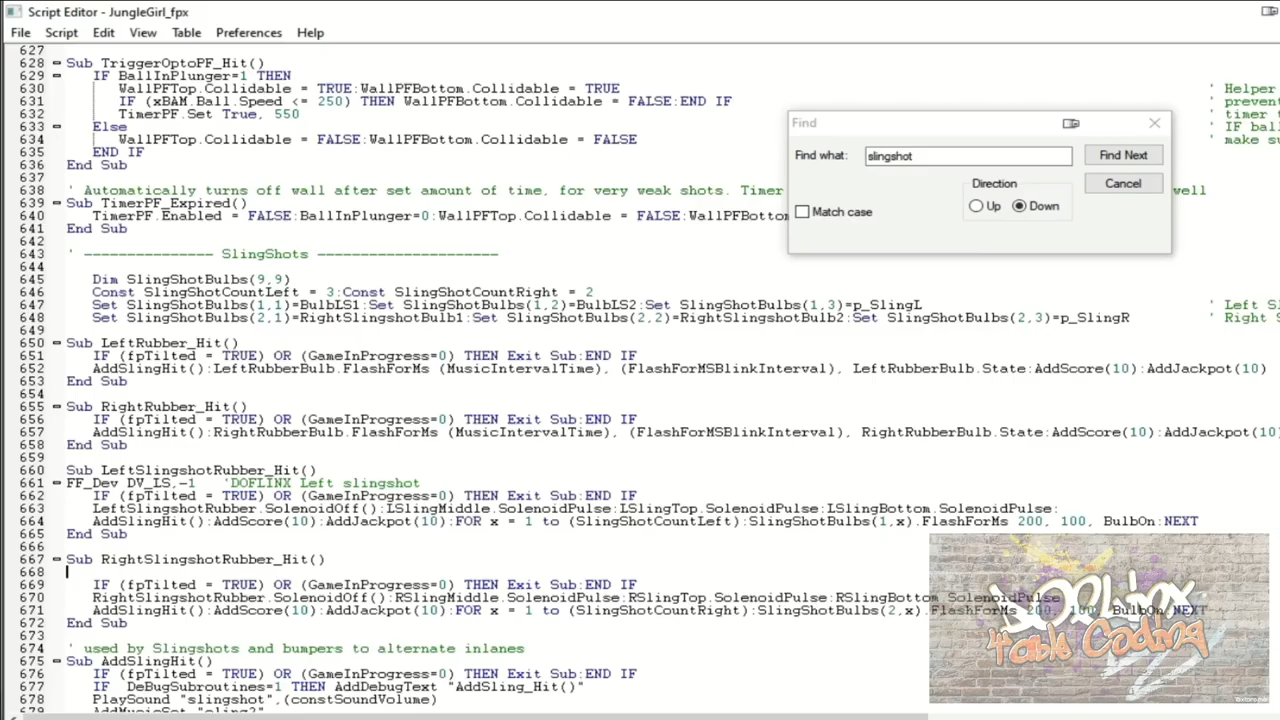 Script Editor - JungleGirl_fpx
File Script Edit View Table Preferences Help
627
628 Sub TriggerOptoPF_Hit()
629 IF BallInPlunger=1 THEN
630 WallPFTop.Collidable = TRUE:WallPFBottom.Collidable = TRUE ' Helper
631 IF (xBAM.Ball.Speed <= 250) THEN WallPFBottom.Collidable = FALSE:END IF ' prevent
632 TimerPF.Set True, 550 ' timer t
633 Else ' IF bal
634 WallPFTop.Collidable = FALSE:WallPFBottom.Collidable = FALSE ' make su
635 END IF
636 End Sub
637
638 ' Automatically turns off wall after set amount of time, for very weak shots. Timer well
639 Sub TimerPF_Expired()
640 TimerPF.Enabled = FALSE:BallInPlunger=0:WallPFTop.Collidable = FALSE:WallPFBotto
641 End Sub
642
643 ' --------------- SlingShots ---------------------
644
645 Dim SlingShotBulbs(9,9)
646 Const SlingShotCountLeft = 3:Const SlingShotCountRight = 2
647 Set SlingShotBulbs(1,1)=BulbLS1:Set SlingShotBulbs(1,2)=BulbLS2:Set SlingShotBulbs(1,3)=p_SlingL ' Left S
648 Set SlingShotBulbs(2,1)=RightSlingshotBulb1:Set SlingShotBulbs(2,2)=RightSlingshotBulb2:Set SlingShotBulbs(2,3)=p_SlingR ' Right
649
650 Sub LeftRubber_Hit()
651 IF (fpTilted = TRUE) OR (GameInProgress=0) THEN Exit Sub:END IF
652 AddSlingHit():LeftRubberBulb.FlashForMs (MusicIntervalTime), (FlashForMSBlinkInterval), LeftRubberBulb.State:AddScore(10):AddJackpot(10)
653 End Sub
654
655 Sub RightRubber_Hit()
656 IF (fpTilted = TRUE) OR (GameInProgress=0) THEN Exit Sub:END IF
657 AddSlingHit():RightRubberBulb.FlashForMs (MusicIntervalTime), (FlashForMSBlinkInterval), RightRubberBulb.State:AddScore(10):AddJackpot(10
658 End Sub
659
660 Sub LeftSlingshotRubber_Hit()
661 FF_Dev DV_LS,-1 'DOFLINX Left slingshot
662 IF (fpTilted = TRUE) OR (GameInProgress=0) THEN Exit Sub:END IF
663 LeftSlingshotRubber.SolenoidOff():LSlingMiddle.SolenoidPulse:LSlingTop.SolenoidPulse:LSlingBottom.SolenoidPulse:
664 AddSlingHit():AddScore(10):AddJackpot(10):FOR x = 1 to (SlingShotCountLeft):SlingShotBulbs(1,x).FlashForMs 200, 100, BulbOn:NEXT
665 End Sub
666
667 Sub RightSlingshotRubber_Hit()
668
669 IF (fpTilted = TRUE) OR (GameInProgress=0) THEN Exit Sub:END IF
670 RightSlingshotRubber.SolenoidOff():RSlingMiddle.SolenoidPulse:RSlingTop.SolenoidPulse:RSlingBottom.SolenoidPulse
671 AddSlingHit():AddScore(10):AddJackpot(10):FOR x = 1 to (SlingShotCountRight):SlingShotBulbs(2,x).FlashForMs 200, 100, BulbOn:NEXT
672 End Sub
673
674 ' used by Slingshots and bumpers to alternate inlanes
675 Sub AddSlingHit()
676 IF (fpTilted = TRUE) OR (GameInProgress=0) THEN Exit Sub:END IF
677 IF DeBugSubroutines=1 THEN AddDebugText "AddSling_Hit()"
678 PlaySound "slingshot",(constSoundVolume)
679 AddMusicSet "sling2"
Find
Find what: slingshot Find Next
Direction Cancel
Match case Up Down
DOFLinx
Table Coding